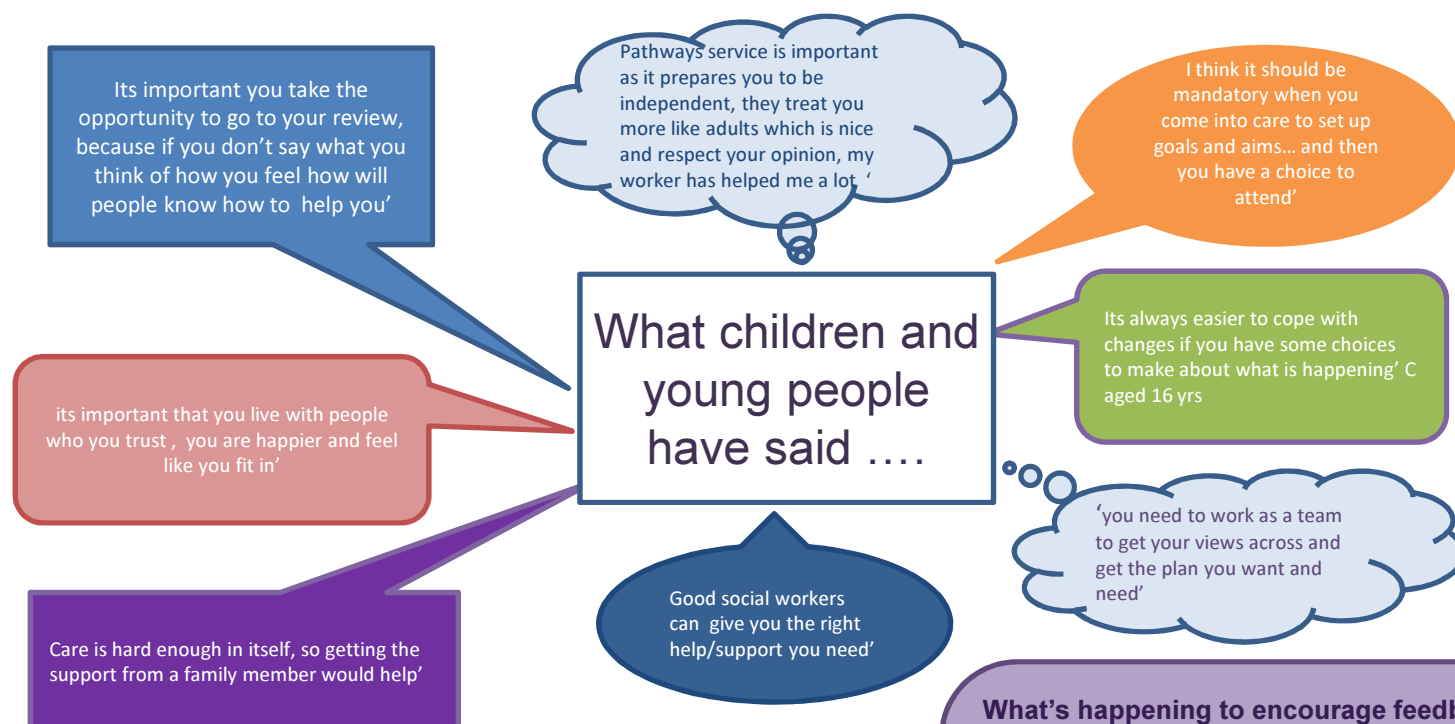 Its important you take the
opportunity to go to your review,
because if you don't say what you
think of how you feel how will
people know how to  help you'
Pathways service is important
as it prepares you to be
independent, they treat you
more like adults which is nice
and respect your opinion, my
worker has helped me a lot  '
I think it should be
mandatory when you
come into care to set up
goals and aims… and then
you have a choice to
attend'
What children and
young people
have said ….
Its always easier to cope with
changes if you have some choices
to make about what is happening' C
aged 16 yrs
its important that you live with people
who you trust ,  you are happier and feel
like you fit in'
'you need to work as a team
to get your views across and
get the plan you want and
need'
Good social workers
can  give you the right
help/support you need'
Care is hard enough in itself, so getting the
support from a family member would help'
What's happening to encourage